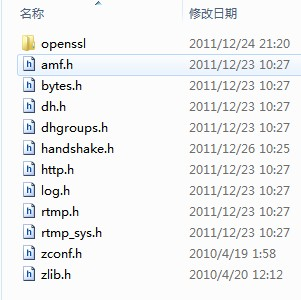 名称 修改日期
openssl 2011/12/24 21:20
amf.h 2011/12/23 10:27
bytes.h 2011/12/23 10:27
dh.h 2011/12/23 10:27
dhgroups.h 2011/12/23 10:27
handshake.h 2011/12/26 10:25
http.h 2011/12/23 10:27
log.h 2011/12/23 10:27
rtmp.h 2011/12/23 10:27
rtmp_sys.h 2011/12/23 10:27
zconf.h 2010/4/19 1:58
zlib.h 2010/4/20 12:12